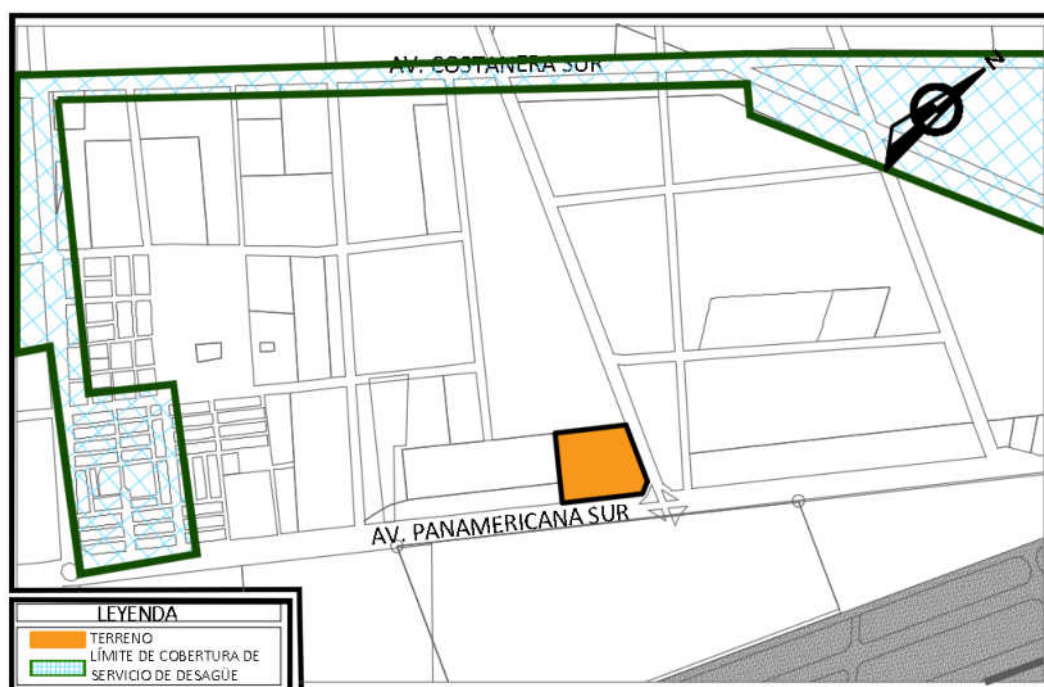 AV. COSTANERA SUR
N
AV. PANAMERICANA SUR
LEYENDA
TERRENO
LÍMITE DE COBERTURA DE
SERVICIO DE DESAGÜE